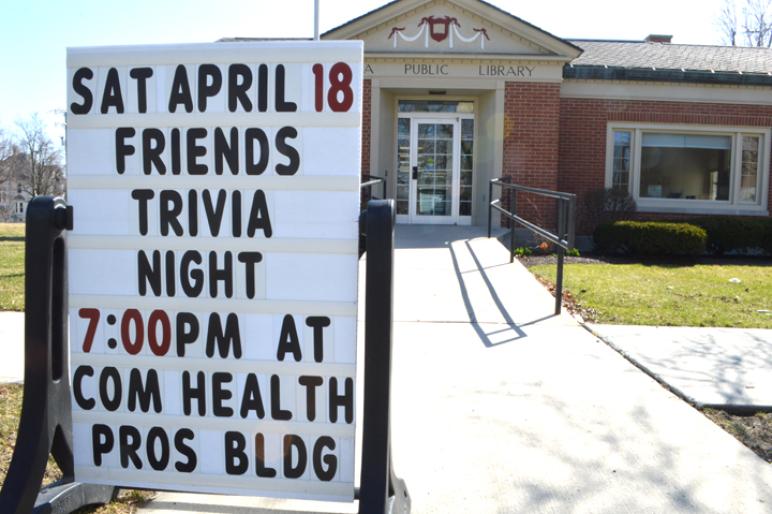 SAT APRIL 18
FRIENDS
TRIVIA
NIGHT
7:00PM AT
COM HEALTH
PROS BLDG
PUBLIC LIBRARY